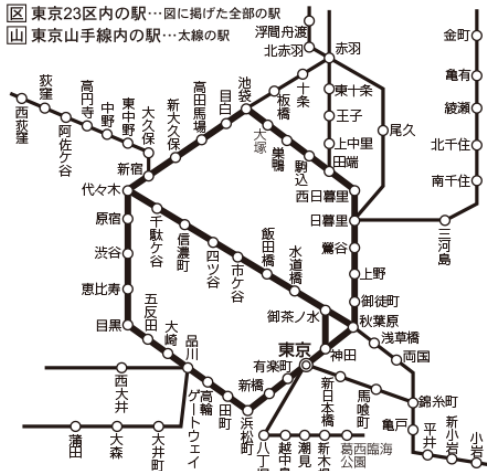 区 東京23区内の駅…図に掲げた全部の駅
山 東京山手線内の駅…太線の駅
浮間舟渡
北赤羽
赤羽
金町
亀有
綾瀬
北千住
南千住
三河島
東十条
王子
上中里
田端
尾久
十条
板橋
池袋
目白
高田馬場
新大久保
大久保
東中野
中野
高円寺
阿佐ケ谷
荻窪
西荻窪
新宿
大塚
巣鴨
駒込
西日暮里
日暮里
鶯谷
上野
御徒町
秋葉原
代々木
原宿
渋谷
恵比寿
目黒
五反田
大崎
品川
千駄ケ谷
信濃町
四ツ谷
市ケ谷
飯田橋
水道橋
御茶ノ水
神田
東京
有楽町
新橋
浜松町
田町
高輪ゲートウェイ
西大井
蒲田
大森
大井町
浅草橋
両国
錦糸町
亀戸
平井
新小岩
小岩
新日本橋
馬喰町
越中島
潮見
新木場
葛西臨海
公園